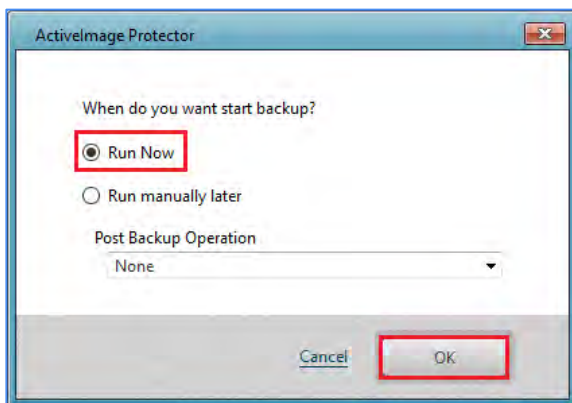 ActiveImage Protector
When do you want start backup?
Run Now
Run manually later
Post Backup Operation
None
Cancel
OK